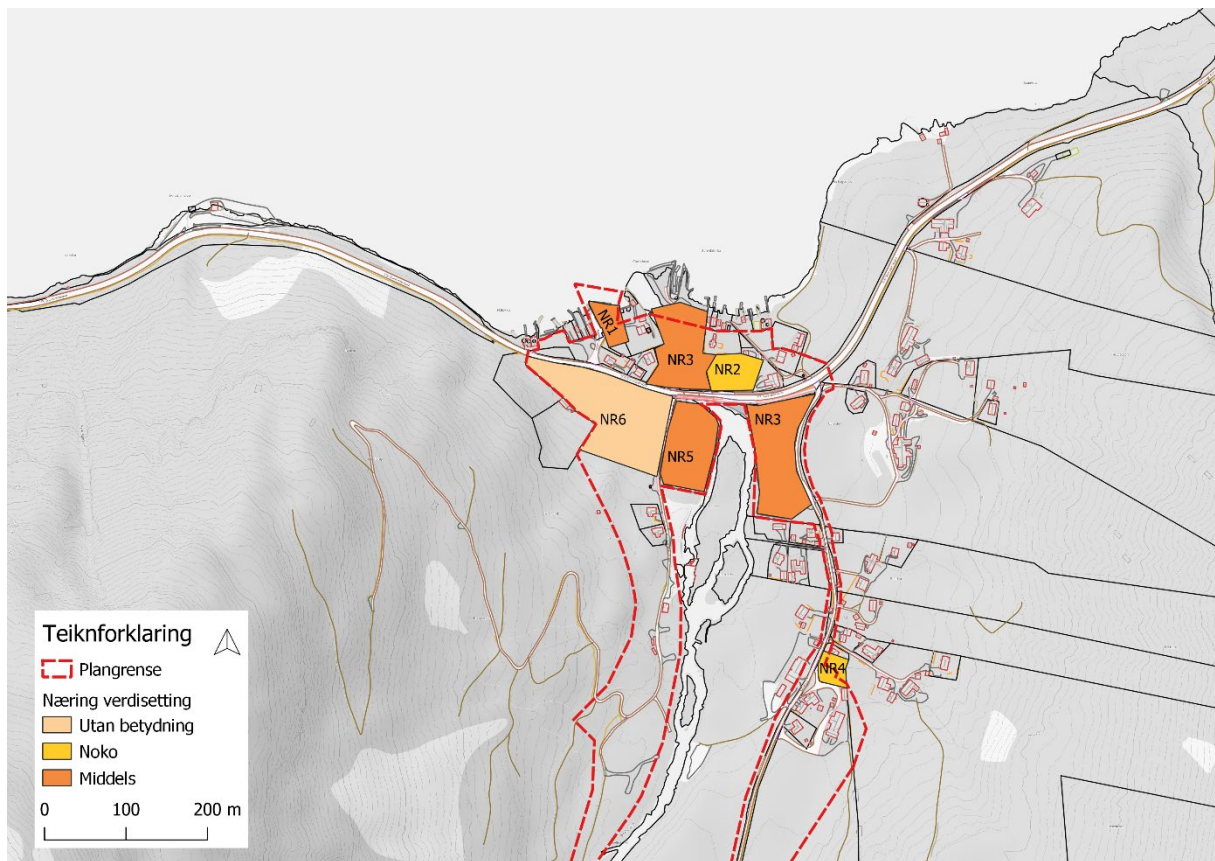 NR1
NR3
NR2
NR6
NR5
NR3
NR4
Teiknforklaring
Plangrense
Næring verdisetting
Utan betydning
Noko
Middels
0 100 200 m